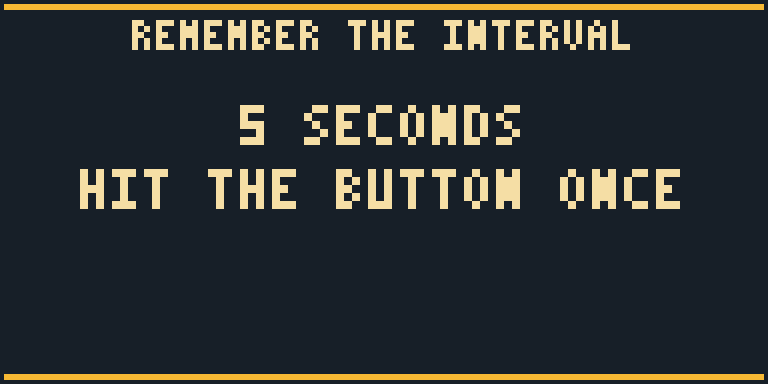 REMEMBER THE INTERVAL
5 SECONDS
HIT THE BUTTON ONCE